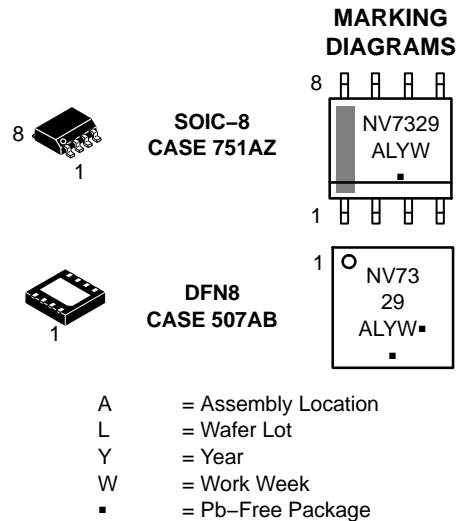 MARKING
DIAGRAMS
8
8
1
SOIC−8
CASE 751AZ
NV7329
ALYW
▪
1
1
DFN8
CASE 507AB
1
NV73
29
ALYW▪
▪
A = Assembly Location
L = Wafer Lot
Y = Year
W = Work Week
▪ = Pb−Free Package